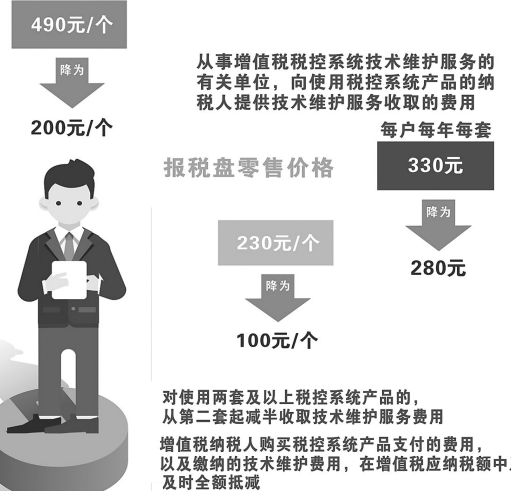 490元/个
降为
200元/个
从事增值税税控系统技术维护服务的
有关单位，向使用税控系统产品的纳
税人提供技术维护服务收取的费用
每户每年每套
330元
降为
280元
报税盘零售价格
230元/个
降为
100元/个
对使用两套及以上税控系统产品的，
从第二套起减半收取技术维护服务费用
增值税纳税人购买税控系统产品支付的费用，
以及缴纳的技术维护费用，在增值税应纳税额中
及时全额抵减